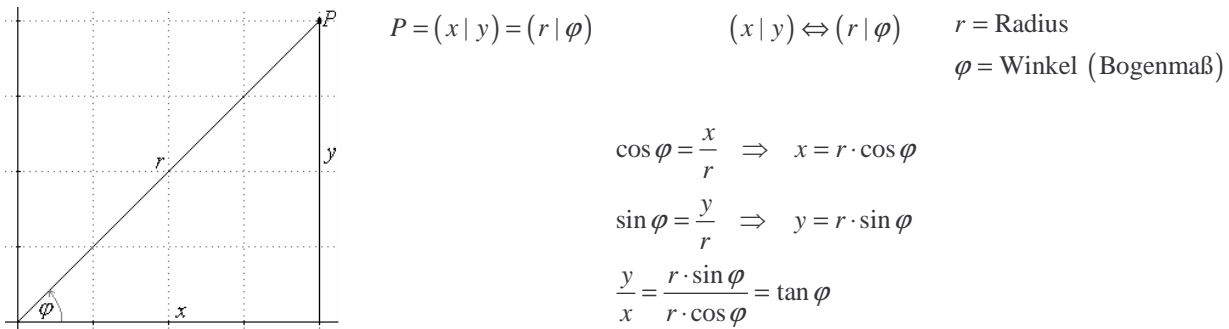 P
r
y
φ
x
P = (x | y) = (r | φ)
(x | y) ⇔ (r | φ)
r = Radius
φ = Winkel (Bogenmaß)
cos φ = x/r ⇒ x = r · cos φ
sin φ = y/r ⇒ y = r · sin φ
y/x = (r · sin φ)/(r · cos φ) = tan φ